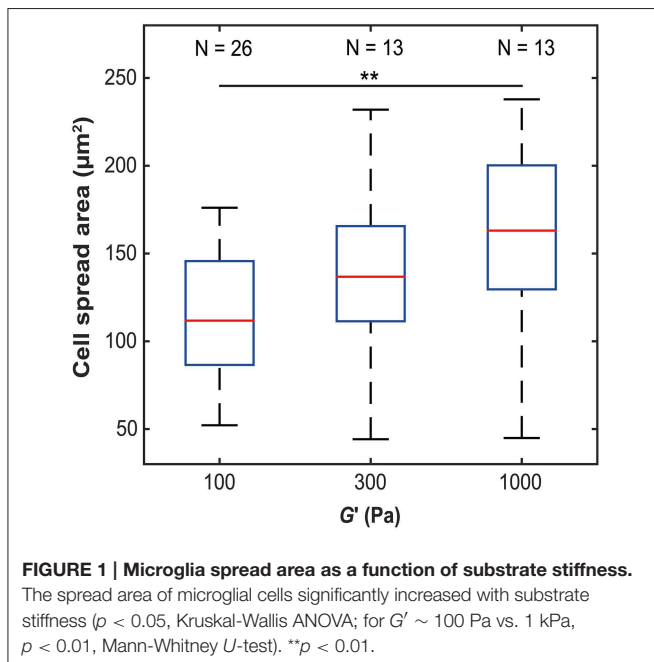 N = 26 N = 13 N = 13
**
250
200
150
100
50
Cell spread area (µm²)
100 300 1000
G' (Pa)
FIGURE 1 | Microglia spread area as a function of substrate stiffness.
The spread area of microglial cells significantly increased with substrate
stiffness (p < 0.05, Kruskal-Wallis ANOVA; for G′ ∼ 100 Pa vs. 1 kPa,
p < 0.01, Mann-Whitney U-test). **p < 0.01.